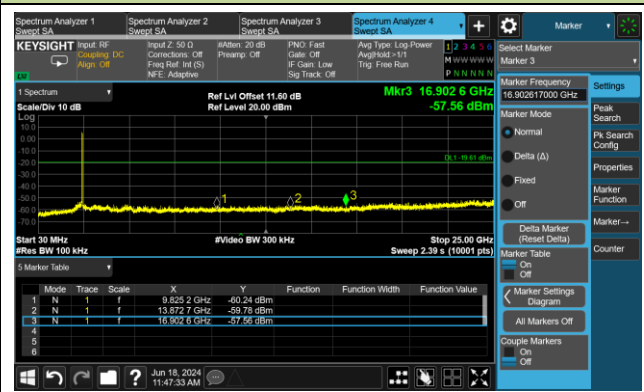 Spectrum Analyzer 1 Spectrum Analyzer 2 Spectrum Analyzer 3 Spectrum Analyzer 4 + Marker
Swept SA Swept SA Swept SA Swept SA
KEYSIGHT Input: RF Input Z: 50 Ω #Atten: 20 dB PNO: Fast Avg Type: Log-Power 1 2 3 4 5 6 Select Marker
Coupling: DC Corrections: Off Preamp: Off Gate: Off Avg|Hold:>1/1 M W W W W W Marker 3
Align: Off Freq Ref: Int (S) IF Gain: Low Trig: Free Run
NFE: Adaptive Sig Track: Off P N N N N N
LXI
1 Spectrum Ref Lvl Offset 11.60 dB Mkr3 16.902 6 GHz
Scale/Div 10 dB Ref Level 20.00 dBm -57.56 dBm
Log
10.0
0.00
-10.0
-20.0 DL1 -19.61 dBm
-30.0
-40.0
-50.0 1 2 3
-60.0
-70.0
Start 30 MHz #Video BW 300 kHz Stop 25.00 GHz
#Res BW 100 kHz Sweep 2.39 s (10001 pts)
5 Marker Table
Mode Trace Scale X Y Function Function Width Function Value
1 N 1 f 9.825 2 GHz -60.24 dBm
2 N 1 f 13.872 7 GHz -59.78 dBm
3 N 1 f 16.902 6 GHz -57.56 dBm
4
5
6
Marker Frequency
16.902617000 GHz
Marker Mode
Normal
Delta (Δ)
Fixed
Off
Delta Marker
(Reset Delta)
Marker Table
On
Off
Marker Settings
Diagram
All Markers Off
Couple Markers
On
Off
Settings
Peak
Search
Pk Search
Config
Properties
Marker
Function
Marker→
Counter
? Jun 18, 2024
11:47:33 AM